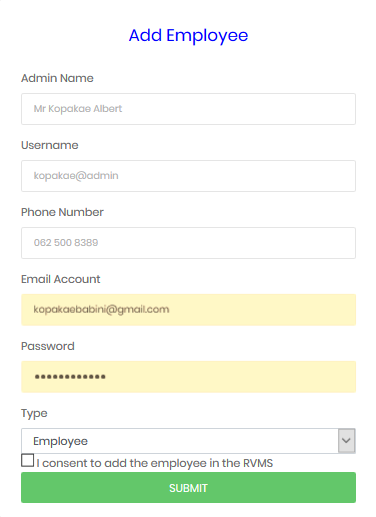 Add Employee
Admin Name
Mr Kopakae Albert
Username
kopakae@admin
Phone Number
062 500 8389
Email Account
kopakaebabini@gmail.com
Password
••••••••••••
Type
Employee
I consent to add the employee in the RVMS
SUBMIT